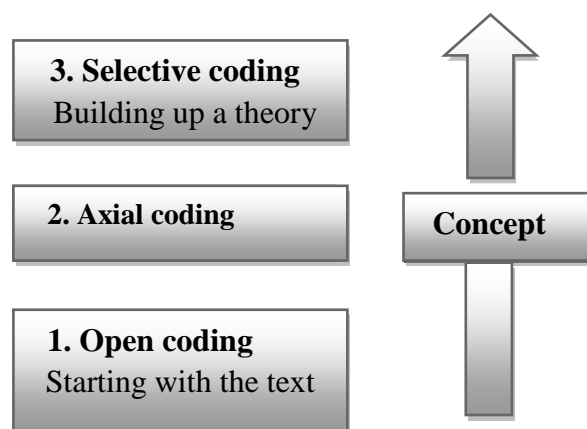 3. Selective coding
Building up a theory
2. Axial coding
Concept
1. Open coding
Starting with the text